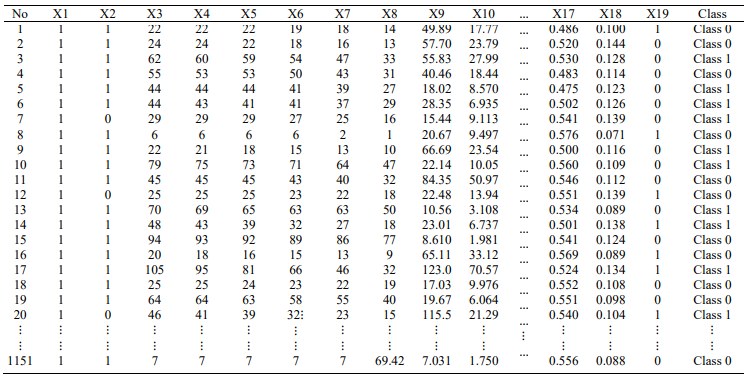 No X1 X2 X3 X4 X5 X6 X7 X8 X9 X10 ... X17 X18 X19 Class
1 1 1 22 22 22 19 18 14 49.89 17.77 ... 0.486 0.100 1 Class 0
2 1 1 24 24 22 18 16 13 57.70 23.79 ... 0.520 0.144 0 Class 0
3 1 1 62 60 59 54 47 33 55.83 27.99 ... 0.530 0.128 0 Class 1
4 1 1 55 53 53 50 43 31 40.46 18.44 ... 0.483 0.114 0 Class 0
5 1 1 44 44 44 41 39 27 18.02 8.570 ... 0.475 0.123 0 Class 1
6 1 1 44 43 41 41 37 29 28.35 6.935 ... 0.502 0.126 0 Class 1
7 1 0 29 29 29 27 25 16 15.44 9.113 ... 0.541 0.139 0 Class 1
8 1 1 6 6 6 6 2 1 20.67 9.497 ... 0.576 0.071 1 Class 0
9 1 1 22 21 18 15 13 10 66.69 23.54 ... 0.500 0.116 0 Class 1
10 1 1 79 75 73 71 64 47 22.14 10.05 ... 0.560 0.109 0 Class 1
11 1 1 45 45 45 43 40 32 84.35 50.97 ... 0.546 0.112 0 Class 0
12 1 0 25 25 25 23 22 18 22.48 13.94 ... 0.551 0.139 1 Class 0
13 1 1 70 69 65 63 63 50 10.56 3.108 ... 0.534 0.089 0 Class 1
14 1 1 48 43 39 32 27 18 23.01 6.737 ... 0.501 0.138 1 Class 1
15 1 1 94 93 92 89 86 77 8.610 1.981 ... 0.541 0.124 0 Class 0
16 1 1 20 18 16 15 13 9 65.11 33.12 ... 0.569 0.089 1 Class 0
17 1 1 105 95 81 66 46 32 123.0 70.57 ... 0.524 0.134 1 Class 1
18 1 1 25 25 24 23 22 19 17.03 9.976 ... 0.552 0.108 0 Class 0
19 1 1 64 64 63 58 55 40 19.67 6.064 ... 0.551 0.098 0 Class 0
20 1 0 46 41 39 32⋮ 23 15 115.5 21.29 ... 0.540 0.104 1 Class 1
⋮ ⋮ ⋮ ⋮ ⋮ ⋮ ⋮ ⋮ ⋮ ⋮ ⋮ ⋮ ⋮ ⋮ ⋮ ⋮
⋮ ⋮ ⋮ ⋮ ⋮ ⋮ ⋮ ⋮ ⋮ ⋮ ⋮ ... ⋮ ⋮ ⋮ ⋮
1151 1 1 7 7 7 7 7 69.42 7.031 1.750 ... 0.556 0.088 0 Class 0